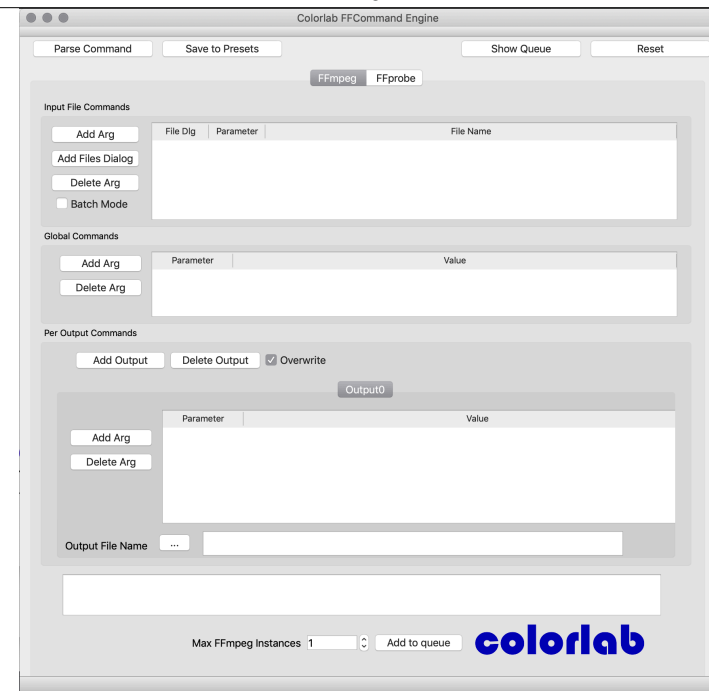 Colorlab FFCommand Engine
Parse Command Save to Presets Show Queue Reset
FFmpeg FFprobe
Input File Commands
Add Arg File Dlg Parameter File Name
Add Files Dialog
Delete Arg
Batch Mode
Global Commands
Add Arg Parameter Value
Delete Arg
Per Output Commands
Add Output Delete Output Overwrite
Output0
Parameter Value
Add Arg
Delete Arg
Output File Name ...
Max FFmpeg Instances 1 Add to queue colorlab